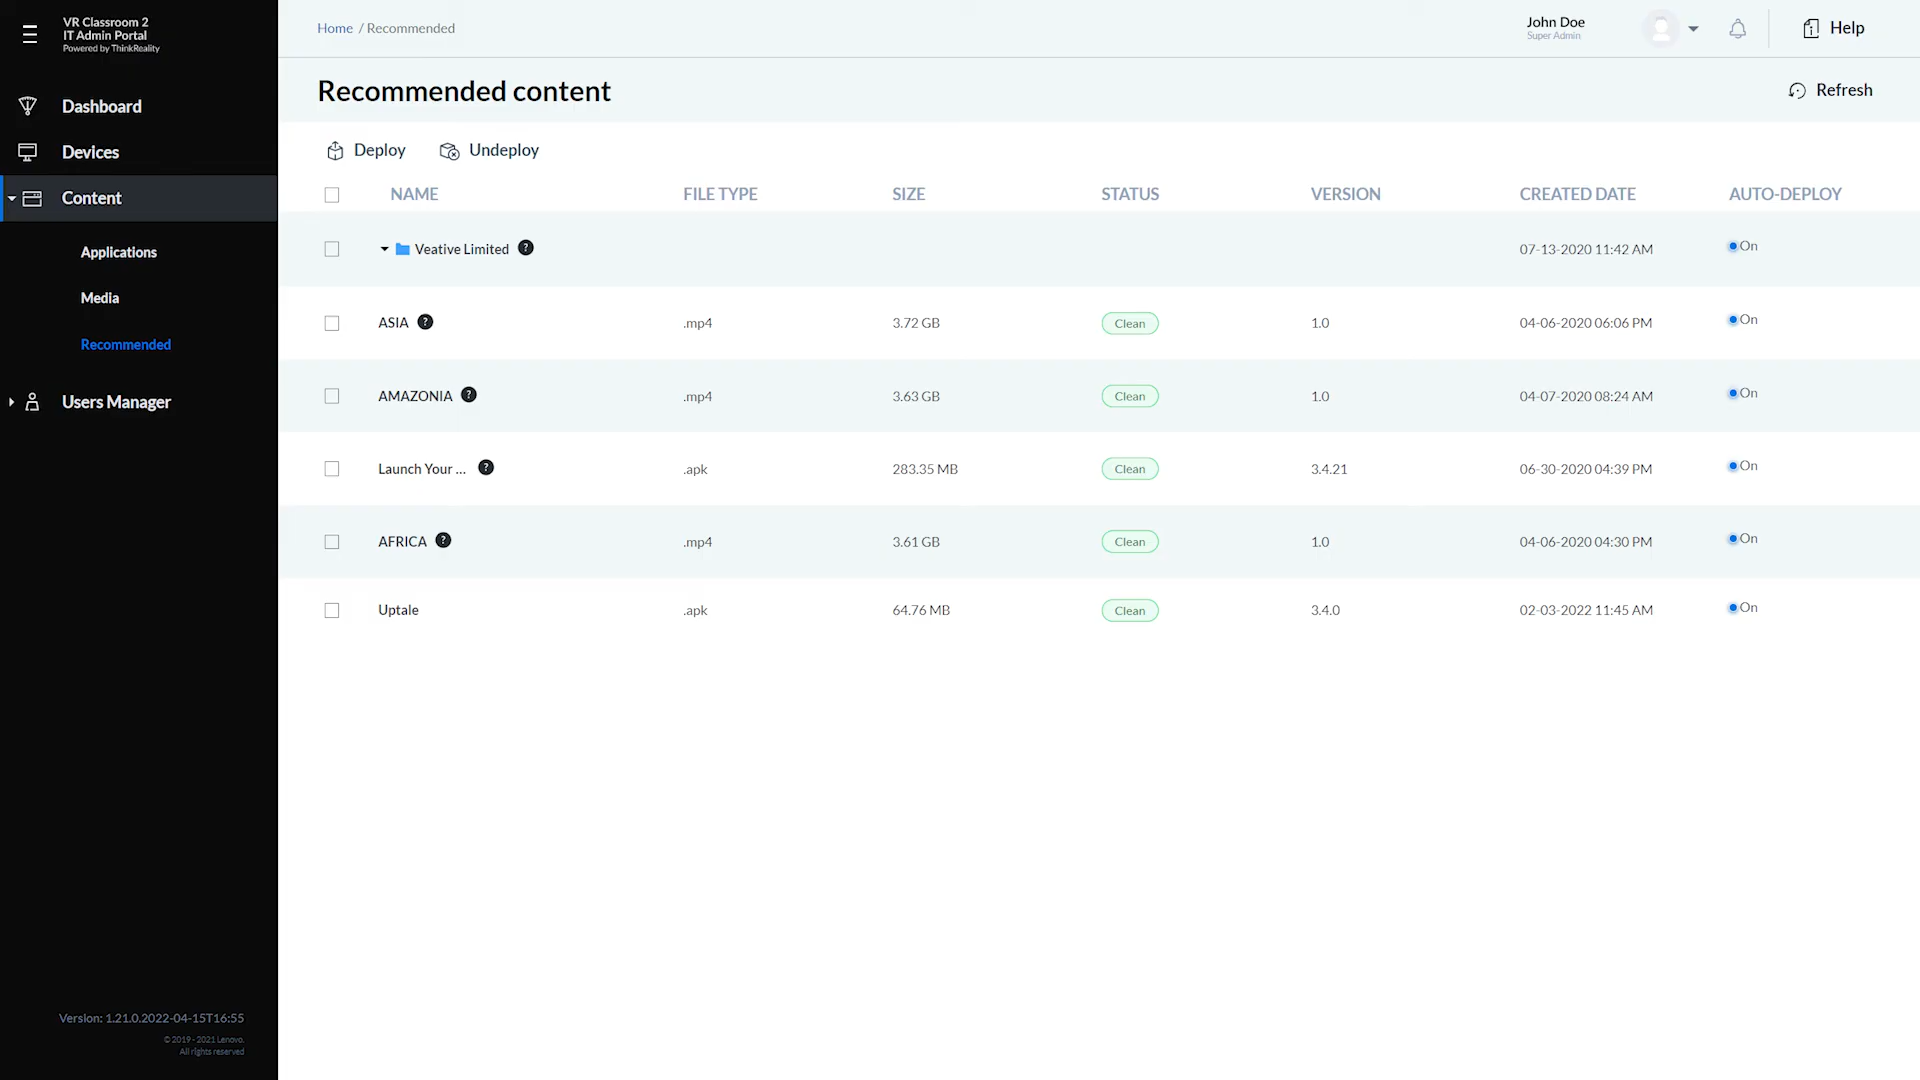 VR Classroom 2
IT Admin Portal
Powered by ThinkReality
Dashboard
Devices
Content
Applications
Media
Recommended
Users Manager
Version: 1.21.0.2022-04-15T16:55
© 2019 - 2021 Lenovo.
All rights reserved
Home / Recommended
John Doe
Super Admin
Help
Recommended content
Refresh
Deploy Undeploy
NAME FILE TYPE SIZE STATUS VERSION CREATED DATE AUTO-DEPLOY
Veative Limited ? 07-13-2020 11:42 AM On
ASIA ? .mp4 3.72 GB Clean 1.0 04-06-2020 06:06 PM On
AMAZONIA ? .mp4 3.63 GB Clean 1.0 04-07-2020 08:24 AM On
Launch Your ... ? .apk 283.35 MB Clean 3.4.21 06-30-2020 04:39 PM On
AFRICA ? .mp4 3.61 GB Clean 1.0 04-06-2020 04:30 PM On
Uptale .apk 64.76 MB Clean 3.4.0 02-03-2022 11:45 AM On